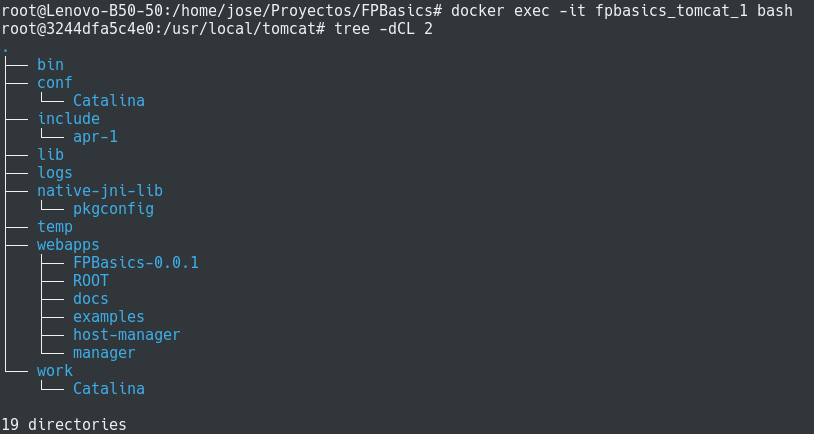 root@Lenovo-B50-50:/home/jose/Proyectos/FPBasics# docker exec -it fpbasics_tomcat_1 bash
root@3244dfa5c4e0:/usr/local/tomcat# tree -dCL 2
.
├── bin
├── conf
│   └── Catalina
├── include
│   └── apr-1
├── lib
├── logs
├── native-jni-lib
│   └── pkgconfig
├── temp
├── webapps
│   ├── FPBasics-0.0.1
│   ├── ROOT
│   ├── docs
│   ├── examples
│   ├── host-manager
│   └── manager
└── work
    └── Catalina

19 directories